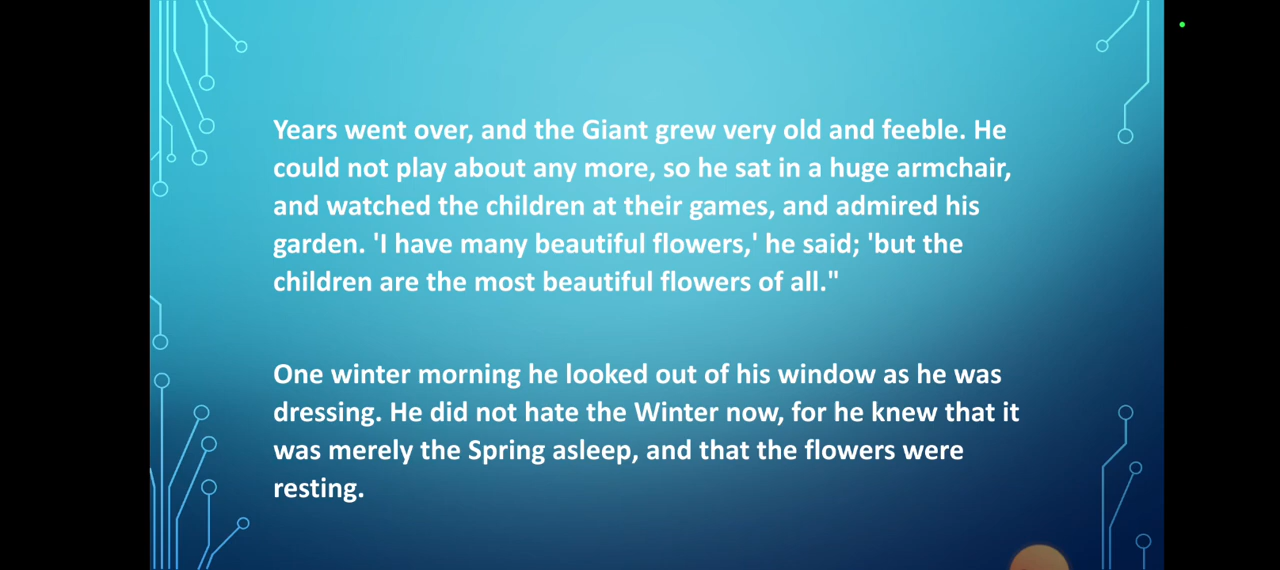 Years went over, and the Giant grew very old and feeble. He
could not play about any more, so he sat in a huge armchair,
and watched the children at their games, and admired his
garden. 'I have many beautiful flowers,' he said; 'but the
children are the most beautiful flowers of all."
One winter morning he looked out of his window as he was
dressing. He did not hate the Winter now, for he knew that it
was merely the Spring asleep, and that the flowers were
resting.